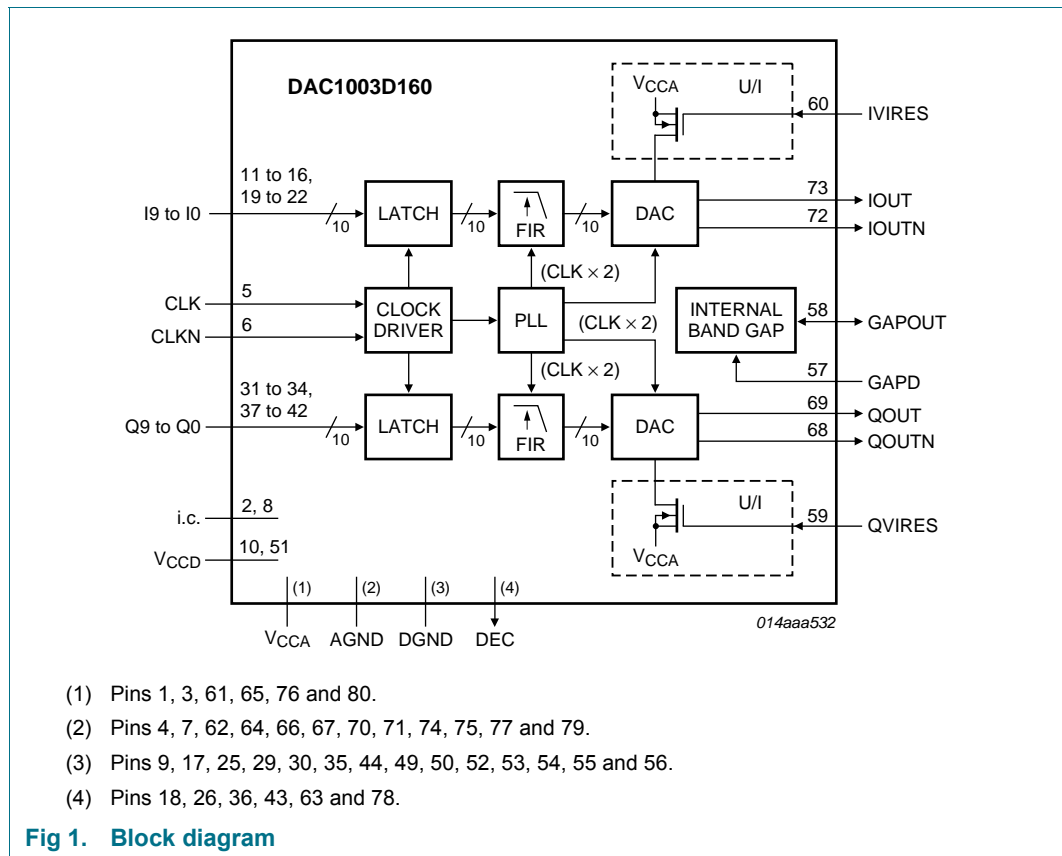 DAC1003D160
VCCA
U/I
60
IVIRES
11 to 16,
19 to 22
I9 to I0
10
LATCH
10
FIR
10
DAC
73
IOUT
72
IOUTN
(CLK × 2)
CLK
5
CLKN
6
CLOCK
DRIVER
PLL
(CLK × 2)
INTERNAL
BAND GAP
58
GAPOUT
57
GAPD
(CLK × 2)
31 to 34,
37 to 42
Q9 to Q0
10
LATCH
10
FIR
10
DAC
69
QOUT
68
QOUTN
U/I
59
QVIRES
VCCA
i.c.
2, 8
VCCD
10, 51
(1)
(2)
(3)
(4)
VCCA
AGND
DGND
DEC
014aaa532
(1) Pins 1, 3, 61, 65, 76 and 80.
(2) Pins 4, 7, 62, 64, 66, 67, 70, 71, 74, 75, 77 and 79.
(3) Pins 9, 17, 25, 29, 30, 35, 44, 49, 50, 52, 53, 54, 55 and 56.
(4) Pins 18, 26, 36, 43, 63 and 78.
Fig 1. Block diagram